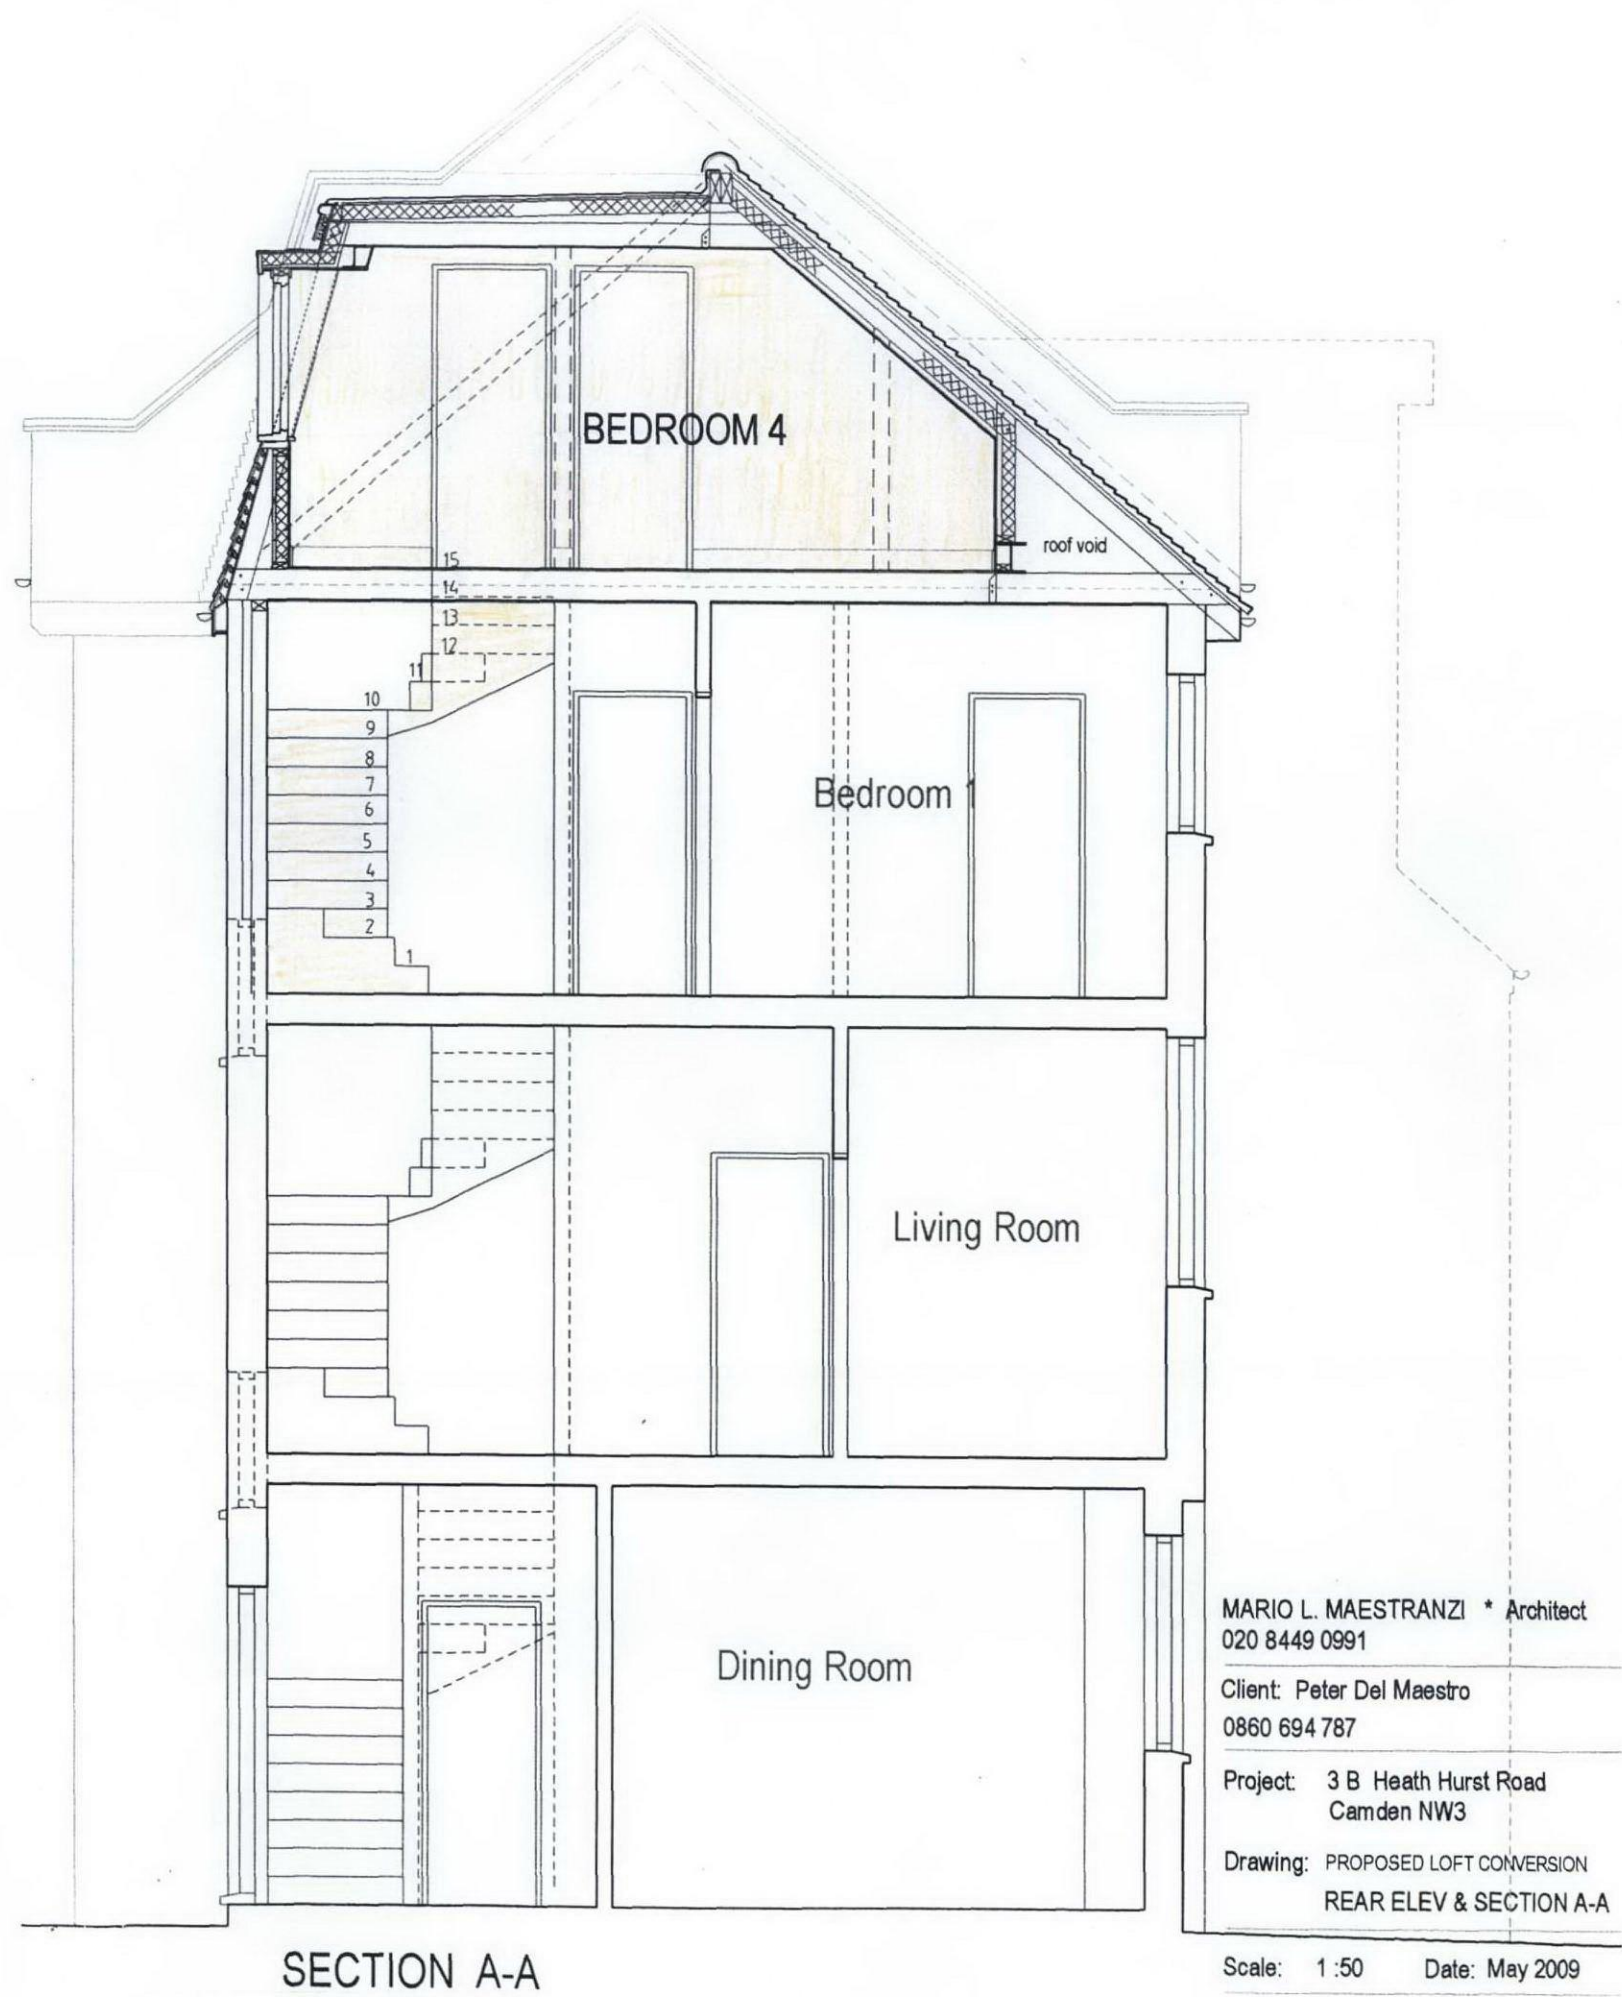 BEDROOM 4
roof void
15
14
13
12
11
10
9
8
7
6
5
4
3
2
1
Bedroom 1
Living Room
Dining Room
MARIO L. MAESTRANZI * Architect
020 8449 0991
Client: Peter Del Maestro
0860 694 787
Project: 3 B Heath Hurst Road
Camden NW3
Drawing: PROPOSED LOFT CONVERSION
REAR ELEV & SECTION A-A
Scale: 1 :50 Date: May 2009
SECTION A-A